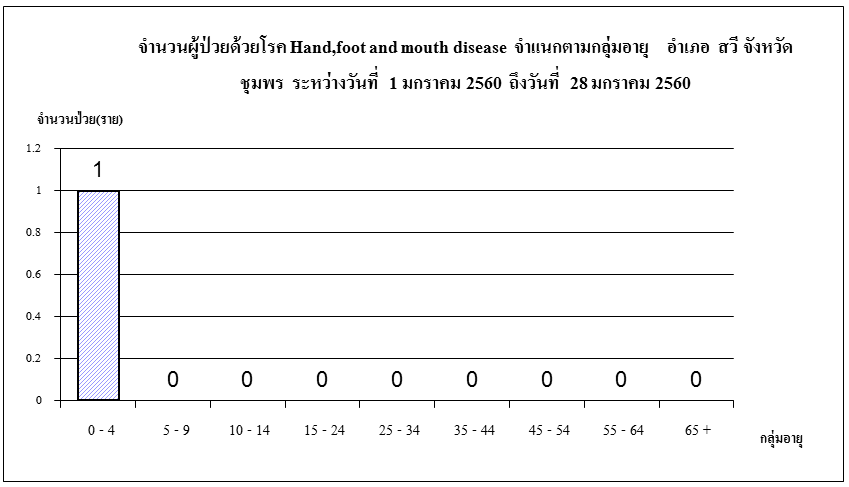 จำนวนผู้ป่วยด้วยโรค Hand,foot and mouth disease จำแนกตามกลุ่มอายุ อำเภอ สวี จังหวัด
ชุมพร ระหว่างวันที่ 1 มกราคม 2560 ถึงวันที่ 28 มกราคม 2560
จำนวนป่วย(ราย)
1.2
1
0.8
0.6
0.4
0.2
0
1 0 0 0 0 0 0 0 0
0 - 4 5 - 9 10 - 14 15 - 24 25 - 34 35 - 44 45 - 54 55 - 64 65 +
กลุ่มอายุ